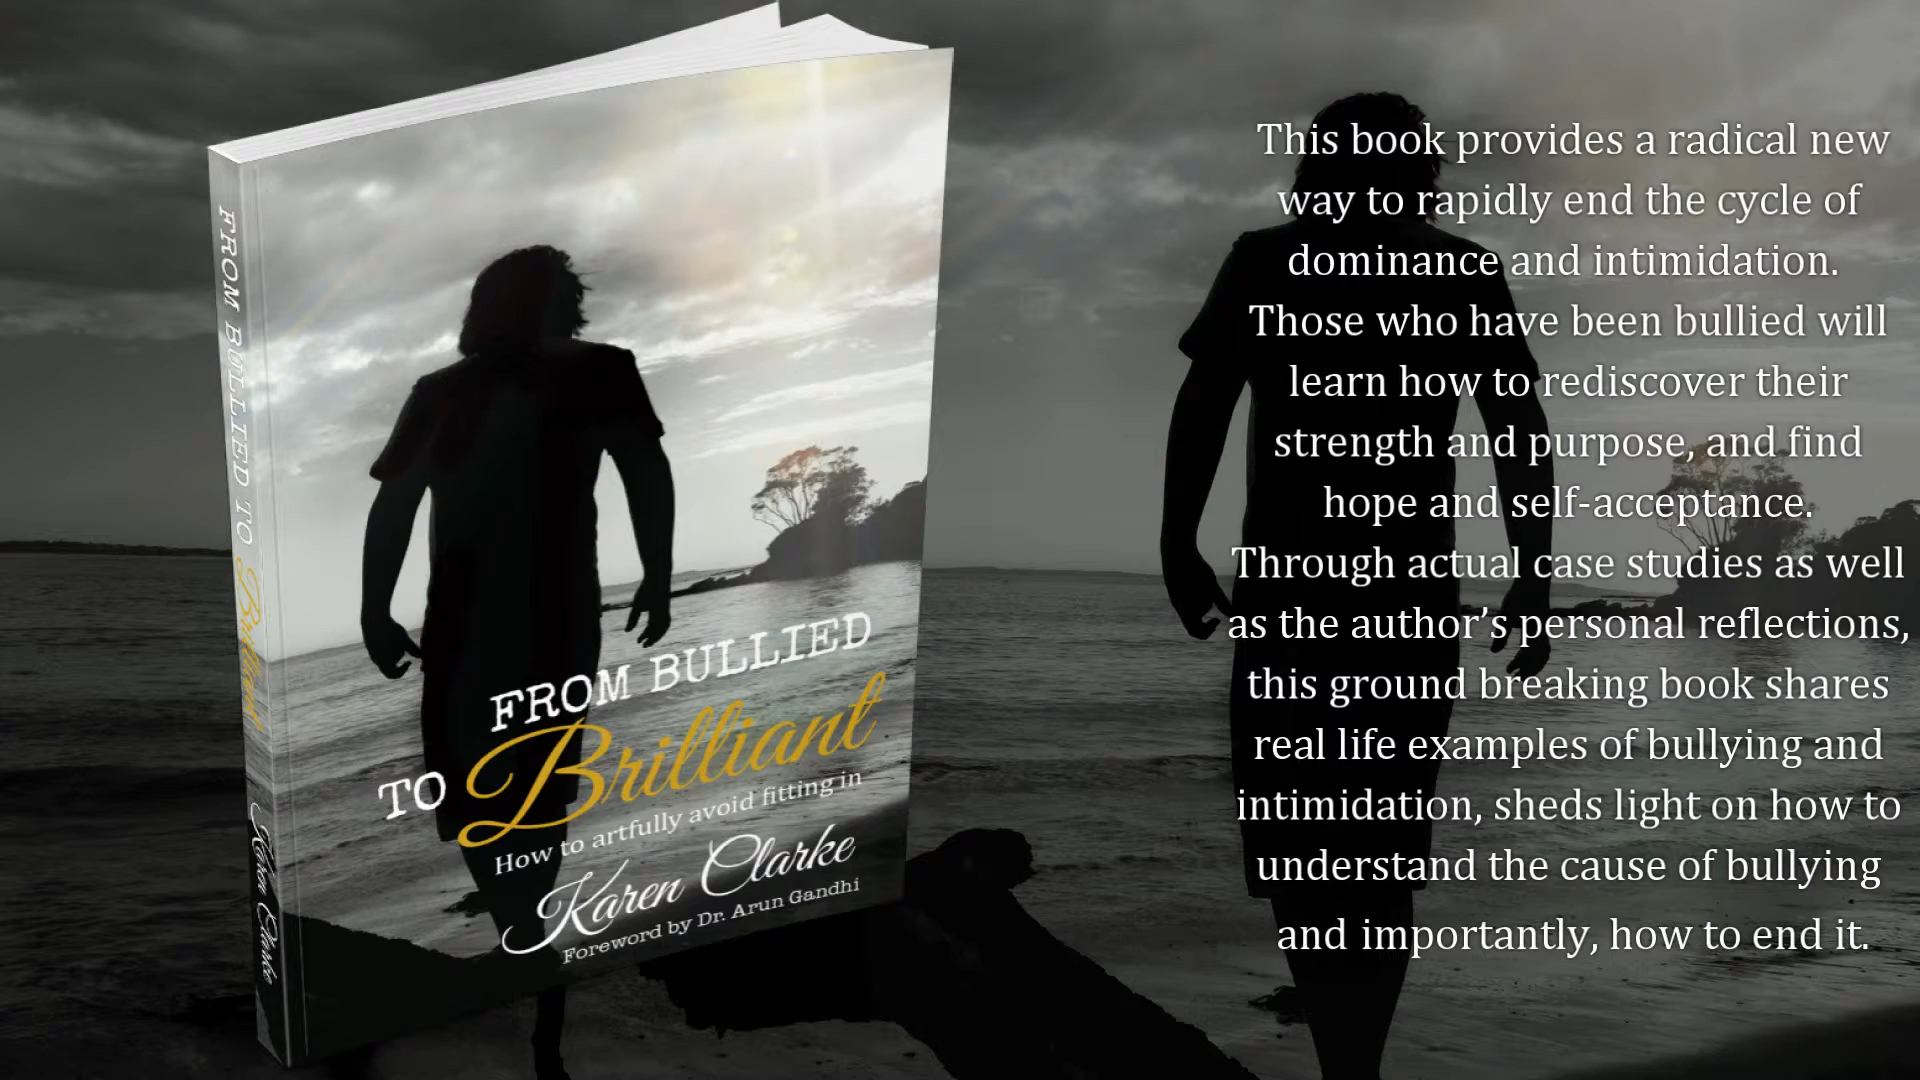 FROM BULLIED TO Brilliant
Karen Clarke
FROM BULLIED
TO Brilliant
How to artfully avoid fitting in
Karen Clarke
Foreword by Dr. Arun Gandhi
This book provides a radical new
way to rapidly end the cycle of
dominance and intimidation.
Those who have been bullied will
learn how to rediscover their
strength and purpose, and find
hope and self-acceptance.
Through actual case studies as well
as the author’s personal reflections,
this ground breaking book shares
real life examples of bullying and
intimidation, sheds light on how to
understand the cause of bullying
and importantly, how to end it.